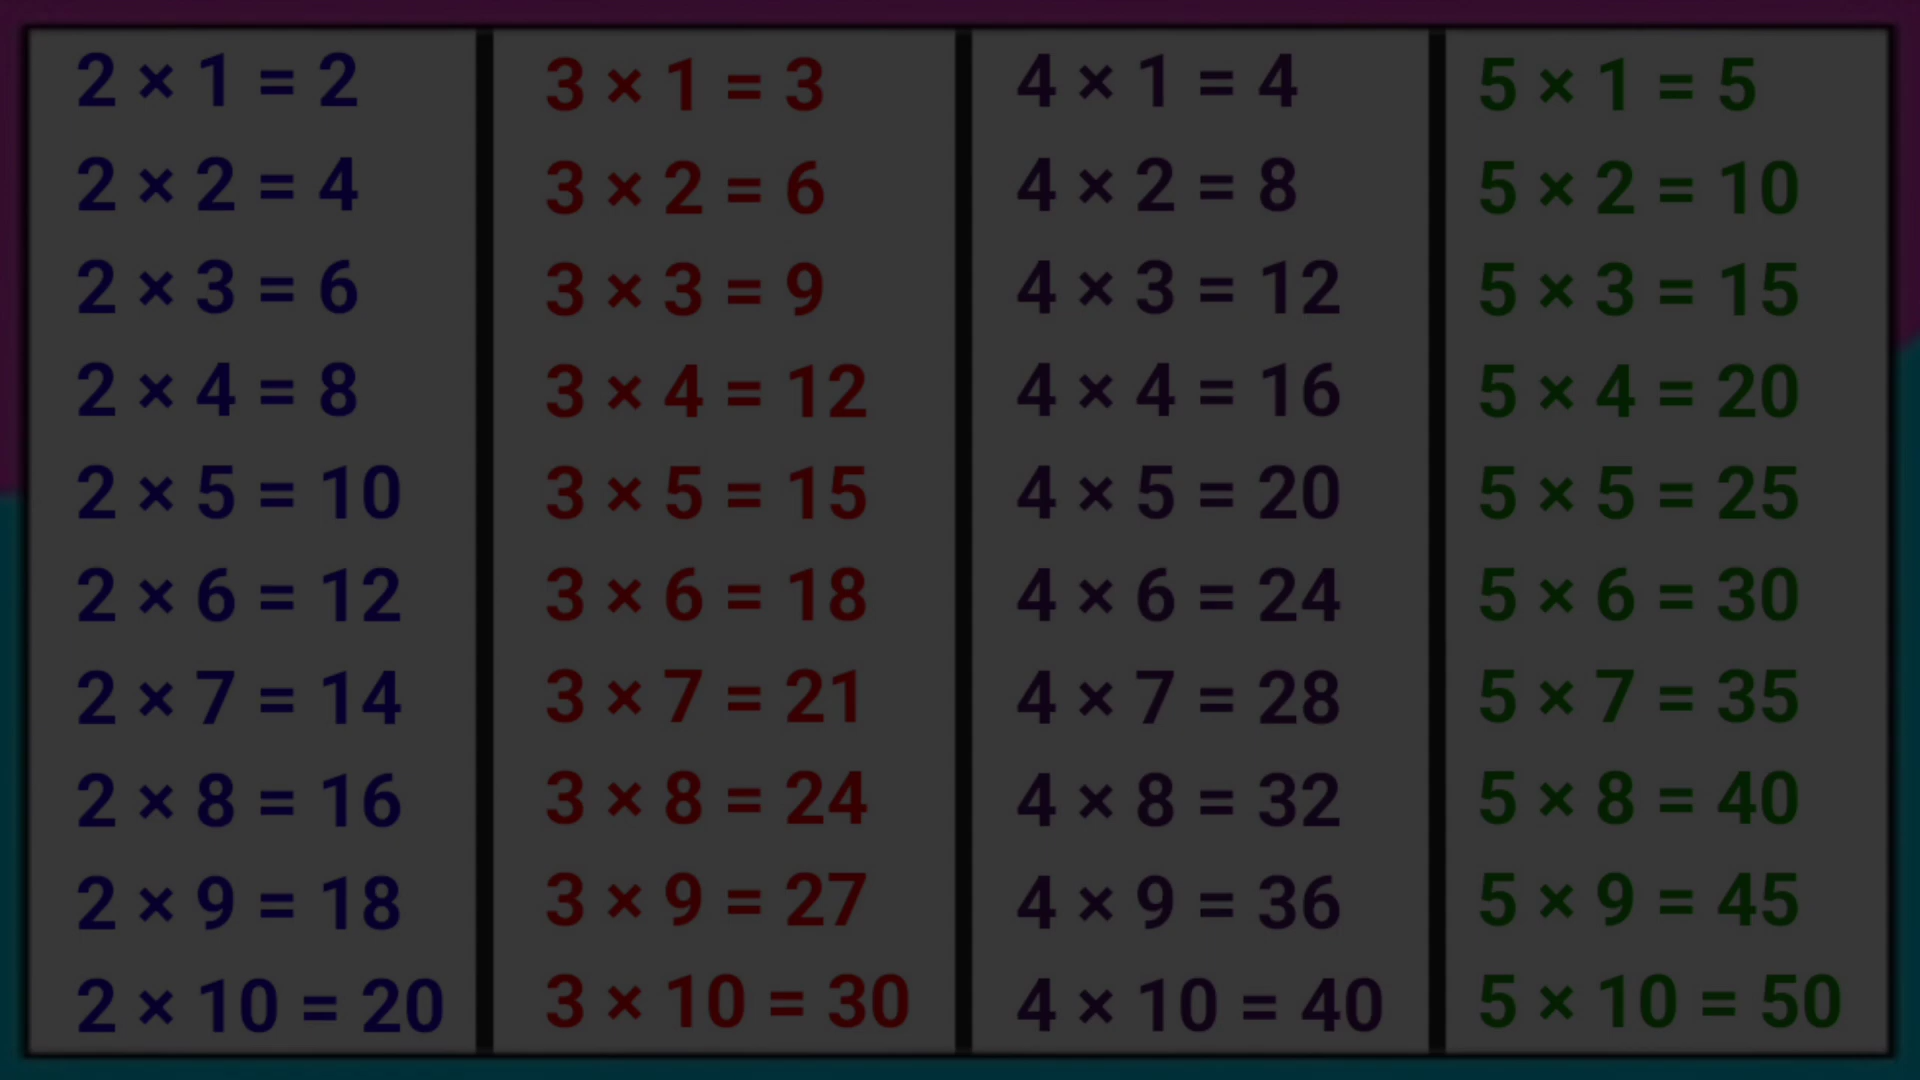 2 × 1 = 2
2 × 2 = 4
2 × 3 = 6
2 × 4 = 8
2 × 5 = 10
2 × 6 = 12
2 × 7 = 14
2 × 8 = 16
2 × 9 = 18
2 × 10 = 20
3 × 1 = 3
3 × 2 = 6
3 × 3 = 9
3 × 4 = 12
3 × 5 = 15
3 × 6 = 18
3 × 7 = 21
3 × 8 = 24
3 × 9 = 27
3 × 10 = 30
4 × 1 = 4
4 × 2 = 8
4 × 3 = 12
4 × 4 = 16
4 × 5 = 20
4 × 6 = 24
4 × 7 = 28
4 × 8 = 32
4 × 9 = 36
4 × 10 = 40
5 × 1 = 5
5 × 2 = 10
5 × 3 = 15
5 × 4 = 20
5 × 5 = 25
5 × 6 = 30
5 × 7 = 35
5 × 8 = 40
5 × 9 = 45
5 × 10 = 50